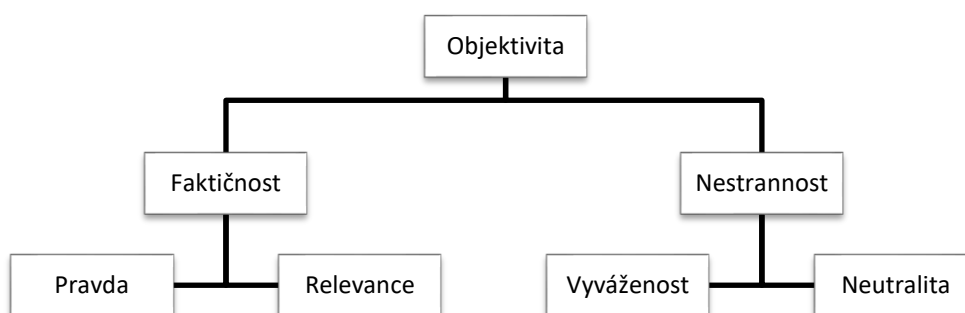 Objektivita
Faktičnost
Nestrannost
Pravda
Relevance
Vyváženost
Neutralita